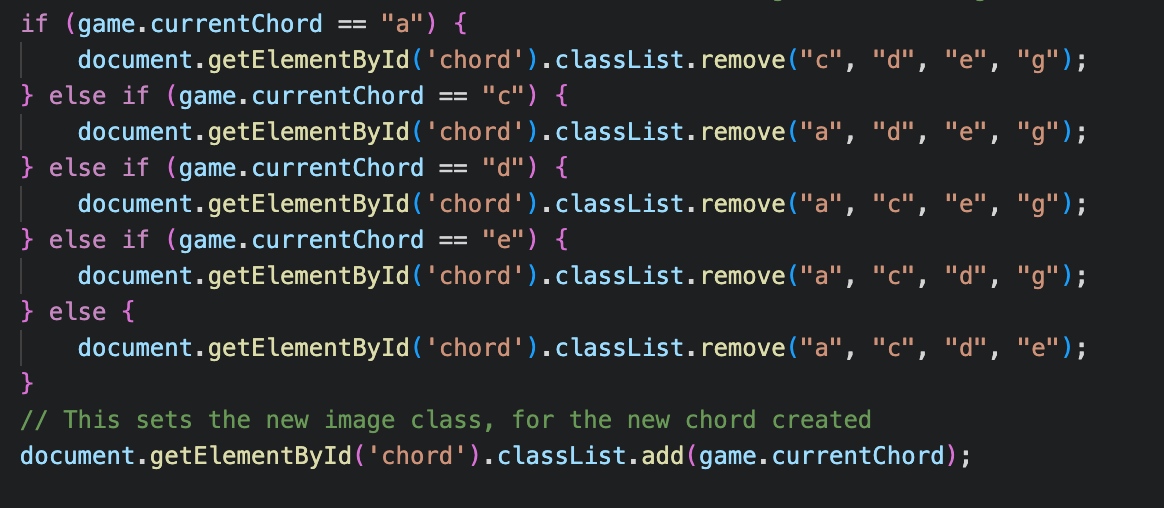 if (game.currentChord == "a") {
    document.getElementById('chord').classList.remove("c", "d", "e", "g");
} else if (game.currentChord == "c") {
    document.getElementById('chord').classList.remove("a", "d", "e", "g");
} else if (game.currentChord == "d") {
    document.getElementById('chord').classList.remove("a", "c", "e", "g");
} else if (game.currentChord == "e") {
    document.getElementById('chord').classList.remove("a", "c", "d", "g");
} else {
    document.getElementById('chord').classList.remove("a", "c", "d", "e");
}
// This sets the new image class, for the new chord created
document.getElementById('chord').classList.add(game.currentChord);